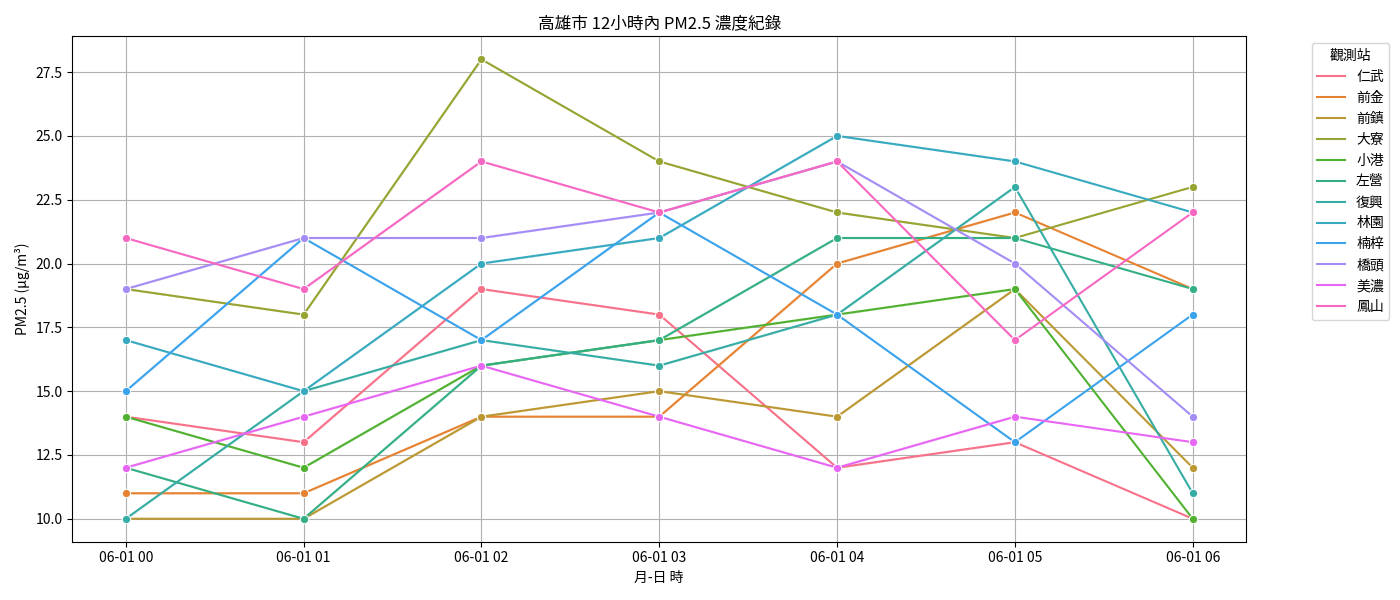 高雄市 12小時內 PM2.5 濃度紀錄
PM2.5 (μg/m³)
27.5
25.0
22.5
20.0
17.5
15.0
12.5
10.0
06-01 00
06-01 01
06-01 02
06-01 03
06-01 04
06-01 05
06-01 06
月-日 時
觀測站
仁武
前金
前鎮
大寮
小港
左營
復興
林園
楠梓
橋頭
美濃
鳳山